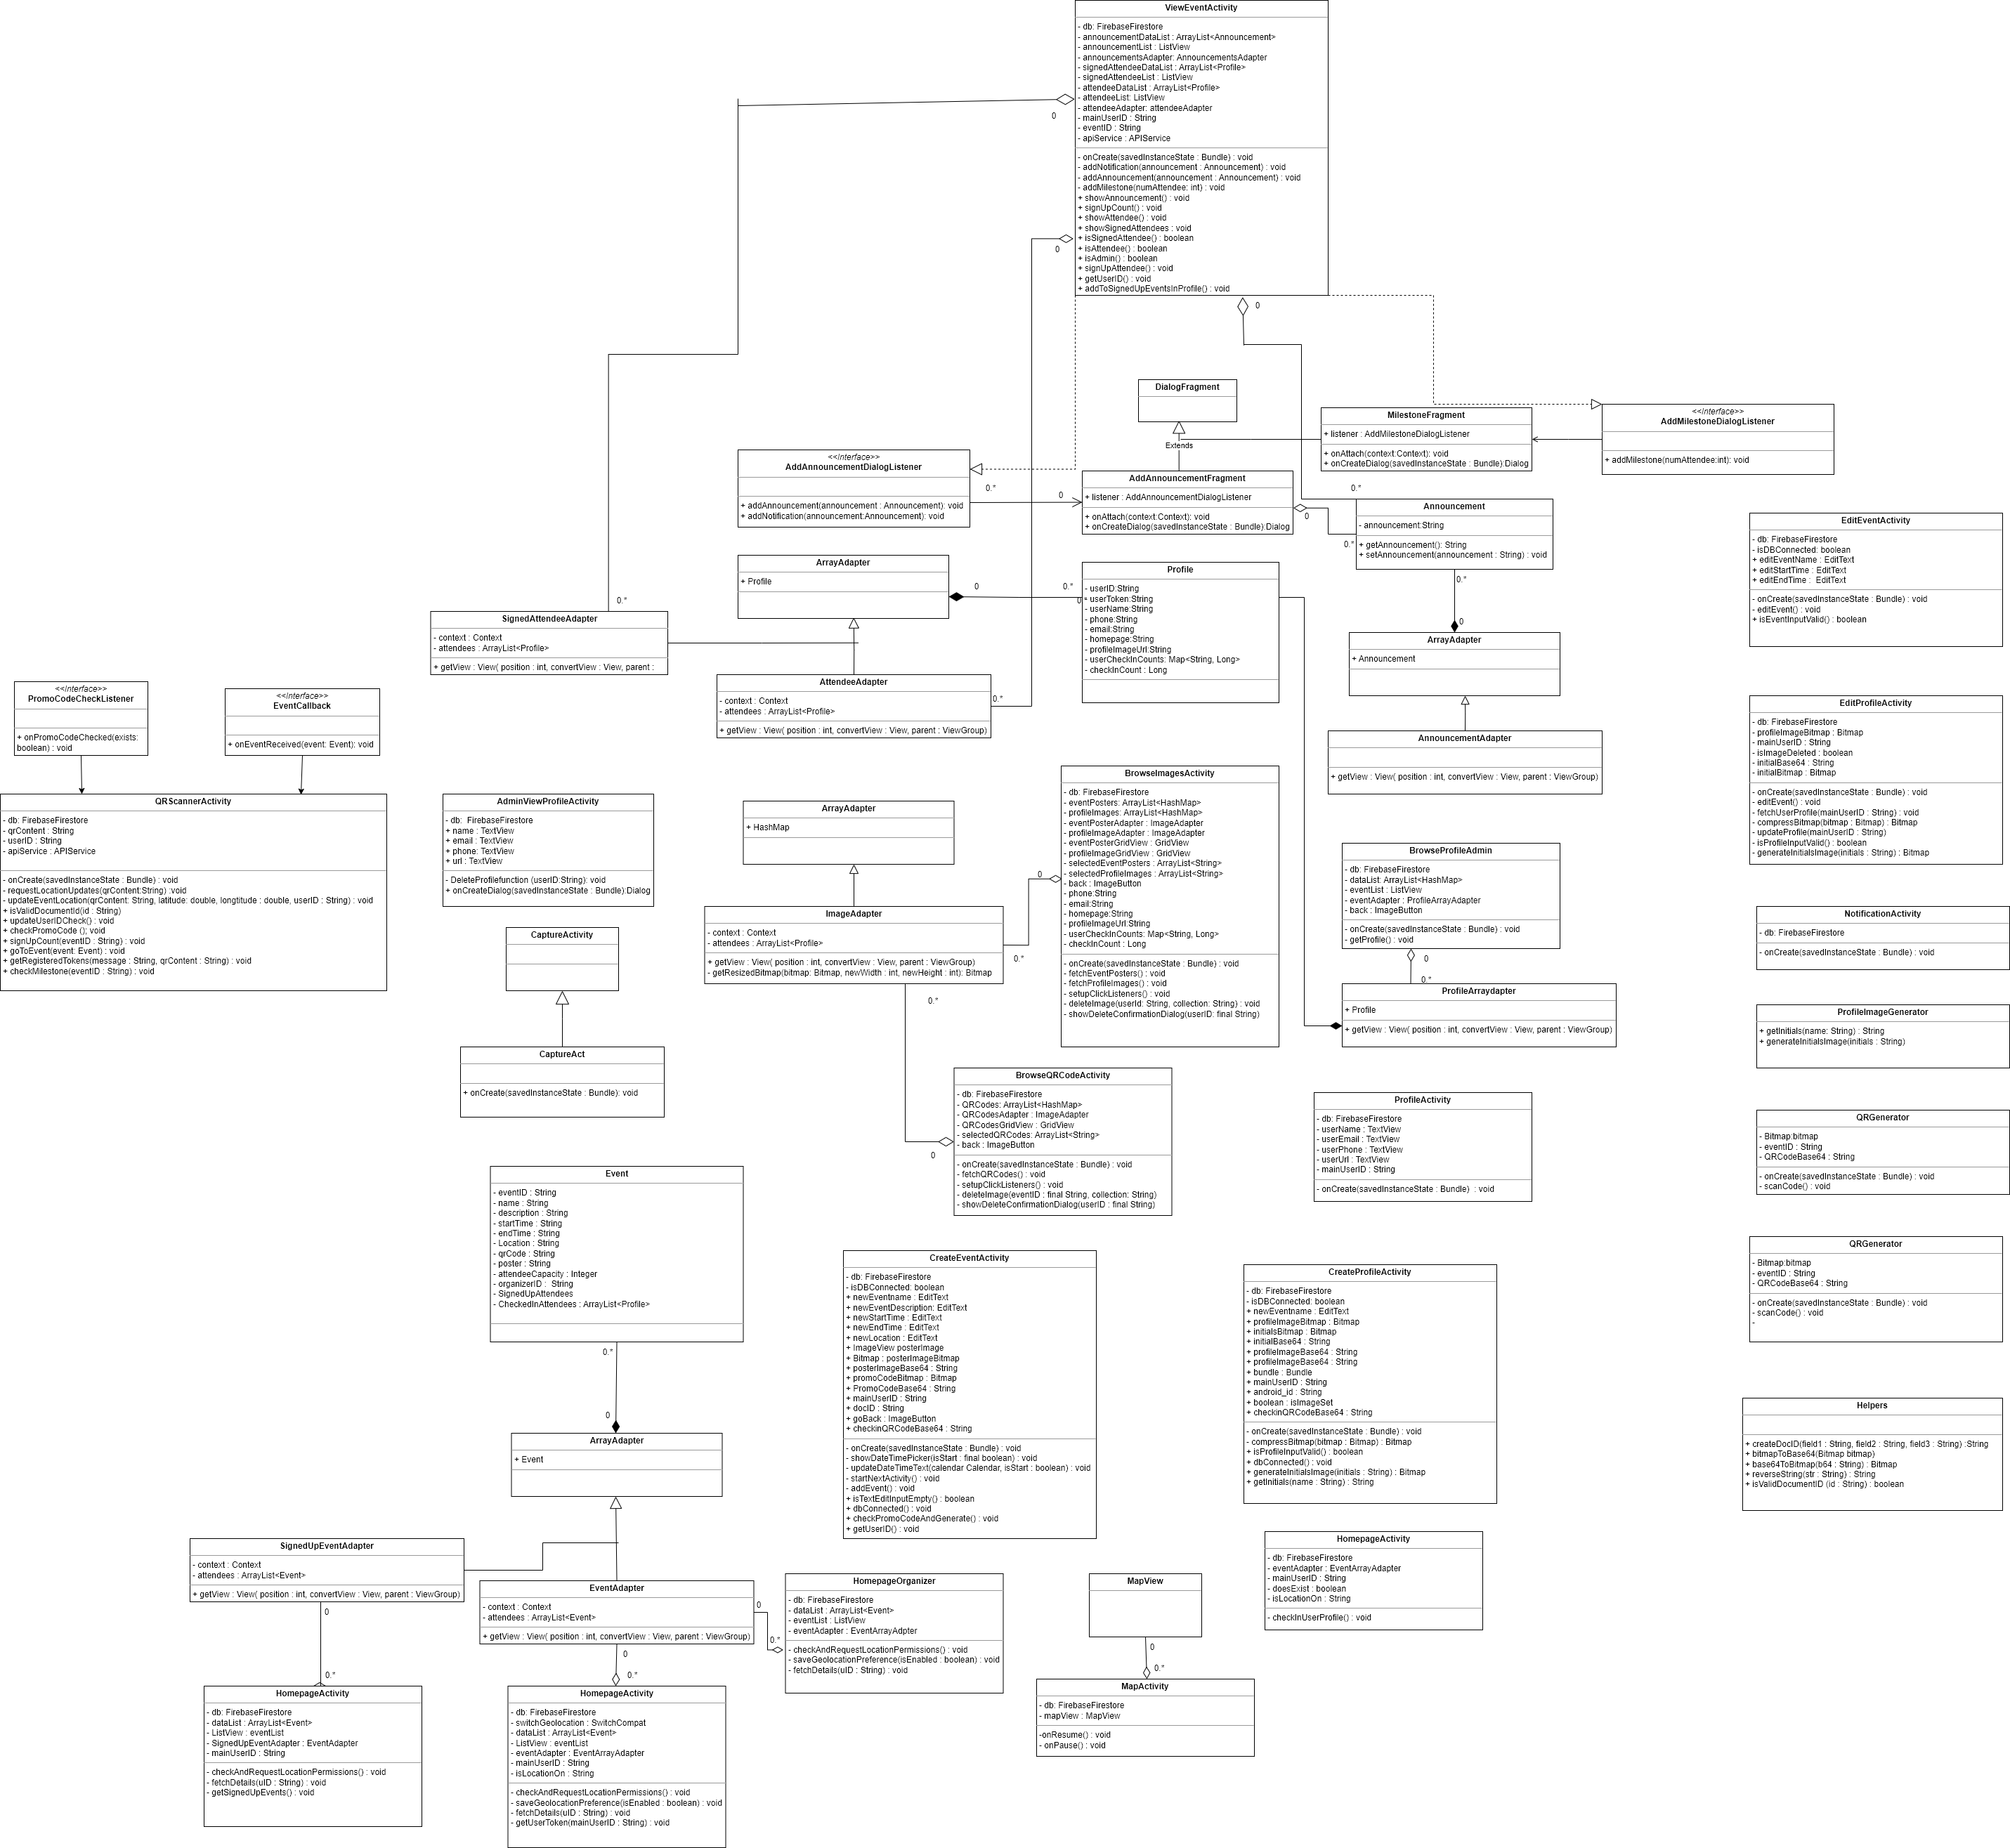 ViewEventActivity
- db: FirebaseFirestore
- announcementDataList : ArrayList<Announcement>
- announcementList : ListView
- announcementsAdapter: AnnouncementsAdapter
- signedAttendeeDataList : ArrayList<Profile>
- signedAttendeeList : ListView
- attendeeDataList : ArrayList<Profile>
- attendeeList: ListView
- attendeeAdapter: attendeeAdapter
- mainUserID : String
- eventID : String
- apiService : APIService
- onCreate(savedInstanceState : Bundle) : void
- addNotification(announcement : Announcement) : void
- addAnnouncement(announcement : Announcement) : void
- addMilestone(numAttendee: int) : void
+ showAnnouncement() : void
+ signUpCount() : void
+ showAttendee() : void
+ showSignedAttendees : void
+ isSignedAttendee() : boolean
+ isAttendee() : boolean
+ isAdmin() : boolean
+ signUpAttendee() : void
+ getUserID() : void
+ addToSignedUpEventsInProfile() : void
0
0
0
DialogFragment
Extends
MilestoneFragment
+ listener : AddMilestoneDialogListener
+ onAttach(context:Context): void
+ onCreateDialog(savedInstanceState : Bundle):Dialog
<<Interface>>
AddMilestoneDialogListener
+ addMilestone(numAttendee:int): void
<<Interface>>
AddAnnouncementDialogListener
+ addAnnouncement(announcement : Announcement): void
+ addNotification(announcement:Announcement): void
0.*
0
AddAnnouncementFragment
+ listener : AddAnnouncementDialogListener
+ onAttach(context:Context): void
+ onCreateDialog(savedInstanceState : Bundle):Dialog
0
0.*
0.*
Announcement
- announcement:String
+ getAnnouncement(): String
+ setAnnouncement(announcement : String) : void
0.*
0
EditEventActivity
- db: FirebaseFirestore
- isDBConnected: boolean
+ editEventName : EditText
+ editStartTime : EditText
+ editEndTime :  EditText
- onCreate(savedInstanceState : Bundle) : void
- editEvent() : void
+ isEventInputValid() : boolean
ArrayAdapter
+ Profile
0
0.*
0
Profile
- userID:String
- userToken:String
- userName:String
- phone:String
- email:String
- homepage:String
- profileImageUrl:String
- userCheckInCounts: Map<String, Long>
- checkInCount : Long
0.*
SignedAttendeeAdapter
- context : Context
- attendees : ArrayList<Profile>
+ getView : View( position : int, convertView : View, parent :
ArrayAdapter
+ Announcement
AttendeeAdapter
- context : Context
- attendees : ArrayList<Profile>
+ getView : View( position : int, convertView : View, parent : ViewGroup)
0.*
<<Interface>>
PromoCodeCheckListener
+ onPromoCodeChecked(exists:
boolean) : void
<<Interface>>
EventCallback
+ onEventReceived(event: Event): void
AnnouncementAdapter
+ getView : View( position : int, convertView : View, parent : ViewGroup)
EditProfileActivity
- db: FirebaseFirestore
- profileImageBitmap : Bitmap
- mainUserID : String
- isImageDeleted : boolean
- initialBase64 : String
- initialBitmap : Bitmap
- onCreate(savedInstanceState : Bundle) : void
- editEvent() : void
- fetchUserProfile(mainUserID : String) : void
- compressBitmap(bitmap : Bitmap) : Bitmap
- updateProfile(mainUserID : String)
- isProfileInputValid() : boolean
- generateInitialsImage(initials : String) : Bitmap
QRScannerActivity
- db: FirebaseFirestore
- qrContent : String
- userID : String
- apiService : APIService
- onCreate(savedInstanceState : Bundle) : void
- requestLocationUpdates(qrContent:String) :void
- updateEventLocation(qrContent: String, latitude: double, longtitude : double, userID : String) : void
+ isValidDocumentId(id : String)
+ updateUserIDCheck() : void
+ checkPromoCode (); void
+ signUpCount(eventID : String) : void
+ goToEvent(event: Event) : void
+ getRegisteredTokens(message : String, qrContent : String) : void
+ checkMilestone(eventID : String) : void
AdminViewProfileActivity
- db:  FirebaseFirestore
+ name : TextView
+ email : TextView
+ phone: TextView
+ url : TextView
- DeleteProfilefunction (userID:String): void
+ onCreateDialog(savedInstanceState : Bundle):Dialog
CaptureActivity
CaptureAct
+ onCreate(savedInstanceState : Bundle): void
ArrayAdapter
+ HashMap
ImageAdapter
- context : Context
- attendees : ArrayList<Profile>
+ getView : View( position : int, convertView : View, parent : ViewGroup)
- getResizedBitmap(bitmap: Bitmap, newWidth : int, newHeight : int): Bitmap
0
0.*
0.*
0
BrowseImagesActivity
- db: FirebaseFirestore
- eventPosters: ArrayList<HashMap>
- profileImages: ArrayList<HashMap>
- eventPosterAdapter : ImageAdapter
- profileImageAdapter : ImageAdapter
- eventPosterGridView : GridView
- profileImageGridView : GridView
- selectedEventPosters : ArrayList<String>
- selectedProfileImages : ArrayList<String>
- back : ImageButton
- phone:String
- email:String
- homepage:String
- profileImageUrl:String
- userCheckInCounts: Map<String, Long>
- checkInCount : Long
- onCreate(savedInstanceState : Bundle) : void
- fetchEventPosters() : void
- fetchProfileImages() : void
- setupClickListeners() : void
- deleteImage(userId: String, collection: String) : void
- showDeleteConfirmationDialog(userID: final String)
BrowseProfileAdmin
- db: FirebaseFirestore
- dataList: ArrayList<HashMap>
- eventList : ListView
- eventAdapter : ProfileArrayAdapter
- back : ImageButton
- onCreate(savedInstanceState : Bundle) : void
- getProfile() : void
0
0.*
ProfileArraydapter
+ Profile
+ getView : View( position : int, convertView : View, parent : ViewGroup)
NotificationActivity
- db: FirebaseFirestore
- onCreate(savedInstanceState : Bundle) : void
ProfileImageGenerator
+ getInitials(name: String) : String
+ generateInitialsImage(initials : String)
BrowseQRCodeActivity
- db: FirebaseFirestore
- QRCodes: ArrayList<HashMap>
- QRCodesAdapter : ImageAdapter
- QRCodesGridView : GridView
- selectedQRCodes: ArrayList<String>
- back : ImageButton
- onCreate(savedInstanceState : Bundle) : void
- fetchQRCodes() : void
- setupClickListeners() : void
- deleteImage(eventID : final String, collection: String)
- showDeleteConfirmationDialog(userID : final String)
ProfileActivity
- db: FirebaseFirestore
- userName : TextView
- userEmail : TextView
- userPhone : TextView
- userUrl : TextView
- mainUserID : String
- onCreate(savedInstanceState : Bundle)  : void
QRGenerator
- Bitmap:bitmap
- eventID : String
- QRCodeBase64 : String
- onCreate(savedInstanceState : Bundle) : void
- scanCode() : void
Event
- eventID : String
- name : String
- description : String
- startTime : String
- endTime : String
- Location : String
- qrCode : String
- poster : String
- attendeeCapacity : Integer
- organizerID :  String
- SignedUpAttendees
- CheckedInAttendees : ArrayList<Profile>
0.*
0
QRGenerator
- Bitmap:bitmap
- eventID : String
- QRCodeBase64 : String
- onCreate(savedInstanceState : Bundle) : void
- scanCode() : void
-
CreateEventActivity
- db: FirebaseFirestore
- isDBConnected: boolean
+ newEventname : EditText
+ newEventDescription: EditText
+ newStartTime : EditText
+ newEndTime : EditText
+ newLocation : EditText
+ ImageView posterImage
+ Bitmap : posterImageBitmap
+ posterImageBase64 : String
+ promoCodeBitmap : Bitmap
+ PromoCodeBase64 : String
+ mainUserID : String
+ docID : String
+ goBack : ImageButton
+ checkinQRCodeBase64 : String
- onCreate(savedInstanceState : Bundle) : void
- showDateTimePicker(isStart : final boolean) : void
- updateDateTimeText(calendar Calendar, isStart : boolean) : void
- startNextActivity() : void
- addEvent() : void
+ isTextEditInputEmpty() : boolean
+ dbConnected() : void
+ checkPromoCodeAndGenerate() : void
+ getUserID() : void
CreateProfileActivity
- db: FirebaseFirestore
- isDBConnected: boolean
+ newEventname : EditText
+ profileImageBitmap : Bitmap
+ initialsBitmap : Bitmap
+ initialBase64 : String
+ profileImageBase64 : String
+ profileImageBase64 : String
+ bundle : Bundle
+ mainUserID : String
+ android_id : String
+ boolean : isImageSet
+ checkinQRCodeBase64 : String
- onCreate(savedInstanceState : Bundle) : void
- compressBitmap(bitmap : Bitmap) : Bitmap
+ isProfileInputValid() : boolean
+ dbConnected() : void
+ generateInitialsImage(initials : String) : Bitmap
+ getInitials(name : String) : String
Helpers
+ createDocID(field1 : String, field2 : String, field3 : String) :String
+ bitmapToBase64(Bitmap bitmap)
+ base64ToBitmap(b64 : String) : Bitmap
+ reverseString(str : String) : String
+ isValidDocumentID (id : String) : boolean
ArrayAdapter
+ Event
SignedUpEventAdapter
- context : Context
- attendees : ArrayList<Event>
+ getView : View( position : int, convertView : View, parent : ViewGroup)
0
0.*
EventAdapter
- context : Context
- attendees : ArrayList<Event>
+ getView : View( position : int, convertView : View, parent : ViewGroup)
0
0.*
0
0.*
HomepageOrganizer
- db: FirebaseFirestore
- dataList : ArrayList<Event>
- eventList : ListView
- eventAdapter : EventArrayAdpter
- checkAndRequestLocationPermissions() : void
- saveGeolocationPreference(isEnabled : boolean) : void
- fetchDetails(uID : String) : void
MapView
0
0.*
HomepageActivity
- db: FirebaseFirestore
- eventAdapter : EventArrayAdapter
- mainUserID : String
- doesExist : boolean
- isLocationOn : String
- checkInUserProfile() : void
HomepageActivity
- db: FirebaseFirestore
- dataList : ArrayList<Event>
- ListView : eventList
- SignedUpEventAdapter : EventAdapter
- mainUserID : String
- checkAndRequestLocationPermissions() : void
- fetchDetails(uID : String) : void
- getSignedUpEvents() : void
HomepageActivity
- db: FirebaseFirestore
- switchGeolocation : SwitchCompat
- dataList : ArrayList<Event>
- ListView : eventList
- eventAdapter : EventArrayAdapter
- mainUserID : String
- isLocationOn : String
- checkAndRequestLocationPermissions() : void
- saveGeolocationPreference(isEnabled : boolean) : void
- fetchDetails(uID : String) : void
- getUserToken(mainUserID : String) : void
MapActivity
- db: FirebaseFirestore
- mapView : MapView
-onResume() : void
- onPause() : void